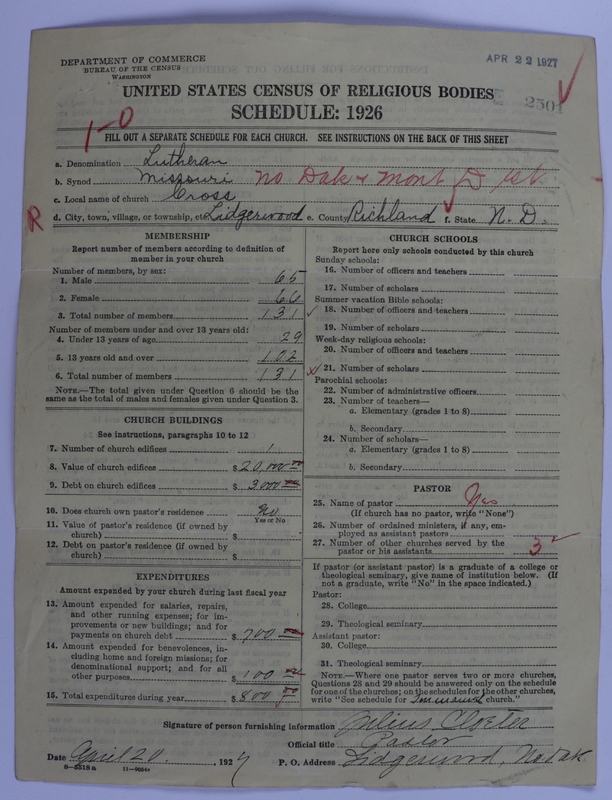 DEPARTMENT OF COMMERCE
BUREAU OF THE CENSUS
WASHINGTON
APR 22 1927
UNITED STATES CENSUS OF RELIGIOUS BODIES
2501
SCHEDULE: 1926
1-0
FILL OUT A SEPARATE SCHEDULE FOR EACH CHURCH. SEE INSTRUCTIONS ON THE BACK OF THIS SHEET
a. Denomination Lutheran
b. Synod Missouri No Dak & Mont
c. Local name of church Cross
R d. City, town, village, or township, etc. Lidgerwood e. County Richland f. State N. D.
MEMBERSHIP
Report number of members according to definition of
member in your church
Number of members, by sex:
1. Male 65
2. Female 66
3. Total number of members 131
Number of members under and over 13 years old:
4. Under 13 years of age 29
5. 13 years old and over 102
6. Total number of members 131
NOTE.—The total given under Question 6 should be the
same as the total of males and females given under Question 3.
CHURCH BUILDINGS
See instructions, paragraphs 10 to 12
7. Number of church edifices 1
8. Value of church edifices $ 20,000 00
9. Debt on church edifices $ 3000 00
10. Does church own pastor's residence No
Yes or No
11. Value of pastor's residence (if owned by
church) $
12. Debt on pastor's residence (if owned by
church) $
EXPENDITURES
Amount expended by your church during last fiscal year
13. Amount expended for salaries, repairs,
and other running expenses; for im-
provements or new buildings; and for
payments on church debt $ 700 00
14. Amount expended for benevolences, in-
cluding home and foreign missions; for
denominational support; and for all
other purposes $ 100 00
15. Total expenditures during year $ 800
CHURCH SCHOOLS
Report here only schools conducted by this church
Sunday schools:
16. Number of officers and teachers
17. Number of scholars
Summer vacation Bible schools:
18. Number of officers and teachers
19. Number of scholars
Week-day religious schools:
20. Number of officers and teachers
21. Number of scholars
Parochial schools:
22. Number of administrative officers
23. Number of teachers—
a. Elementary (grades 1 to 8)
b. Secondary
24. Number of scholars—
a. Elementary (grades 1 to 8)
b. Secondary
PASTOR
25. Name of pastor Yes
(If church has no pastor, write "None")
26. Number of ordained ministers, if any, em-
ployed as assistant pastors
27. Number of other churches served by the
pastor or his assistants 3
If pastor (or assistant pastor) is a graduate of a college or
theological seminary, give name of institution below. (If
not a graduate, write "No" in the space indicated.)
Pastor:
28. College
29. Theological seminary
Assistant pastor:
30. College
31. Theological seminary
NOTE.—Where one pastor serves two or more churches,
Questions 28 and 29 should be answered only on the schedule
for one of the churches; on the schedules for the other churches,
write "See schedule for Immanuel church."
Signature of person furnishing information Julius Cloeter
Official title Pastor
Date April 20, 1927 P. O. Address Lidgerwood, No Dak.
8—5518a 11—9054